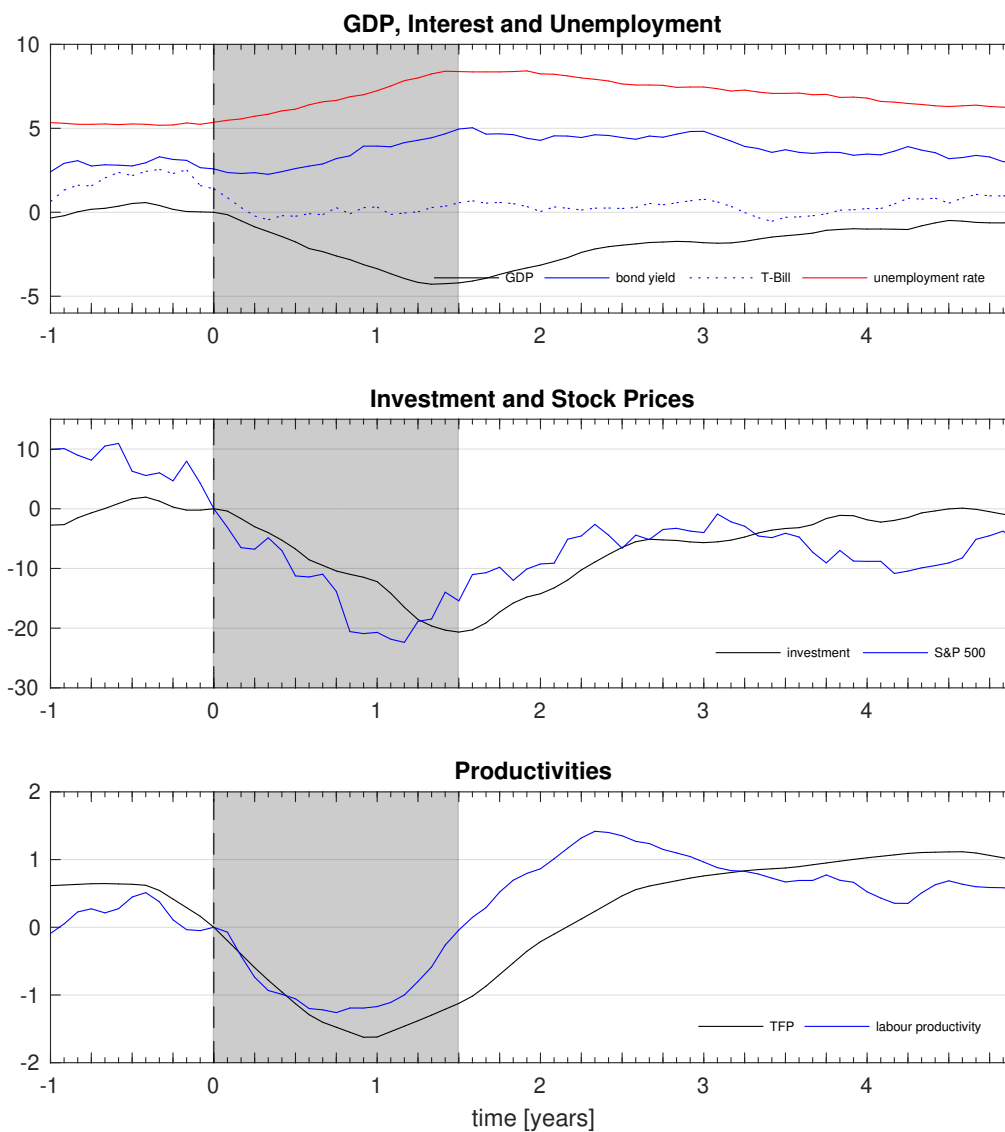 GDP, Interest and Unemployment
10
5
0
-5
GDP bond yield T-Bill unemployment rate
-1 0 1 2 3 4
Investment and Stock Prices
10
0
-10
-20
-30
investment S&P 500
-1 0 1 2 3 4
Productivities
2
1
0
-1
-2
TFP labour productivity
-1 0 1 2 3 4
time [years]